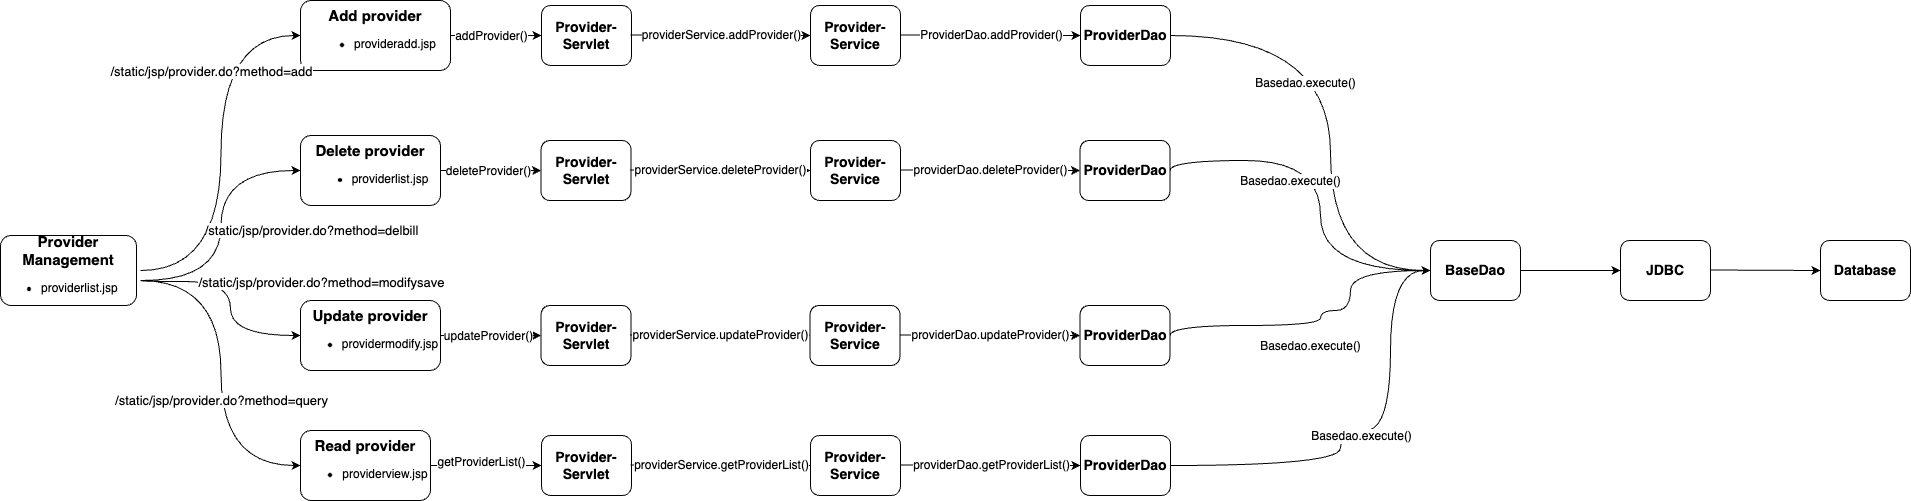 Add provider
• provideradd.jsp
addProvider()
Provider-
Servlet
providerService.addProvider()
Provider-
Service
ProviderDao.addProvider()
ProviderDao
/static/jsp/provider.do?method=add
Basedao.execute()
Delete provider
• providerlist.jsp
deleteProvider()
Provider-
Servlet
providerService.deleteProvider()
Provider-
Service
providerDao.deleteProvider()
ProviderDao
Basedao.execute()
/static/jsp/provider.do?method=delbill
Provider
Management
• providerlist.jsp
BaseDao
JDBC
Database
/static/jsp/provider.do?method=modifysave
Update provider
• providermodify.jsp
updateProvider()
Provider-
Servlet
providerService.updateProvider()
Provider-
Service
providerDao.updateProvider()
ProviderDao
Basedao.execute()
/static/jsp/provider.do?method=query
Read provider
• providerview.jsp
getProviderList()
Provider-
Servlet
providerService.getProviderList()
Provider-
Service
providerDao.getProviderList()
ProviderDao
Basedao.execute()